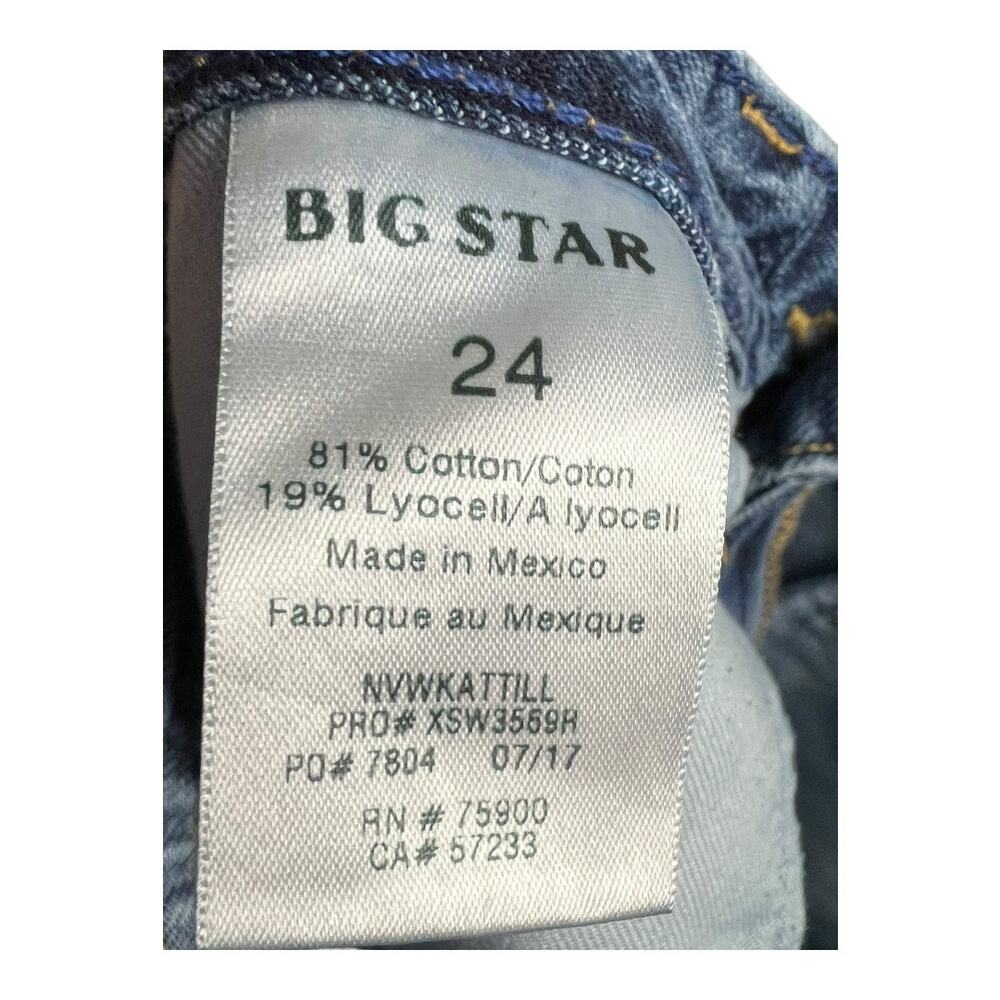 BIG STAR
24
81% Cotton/Coton
19% Lyocell/A lyocell
Made in Mexico
Fabrique au Mexique
NVWKATTILL
PRO# XSW3559R
PO# 7804 07/17
RN # 75900
CA# 57233